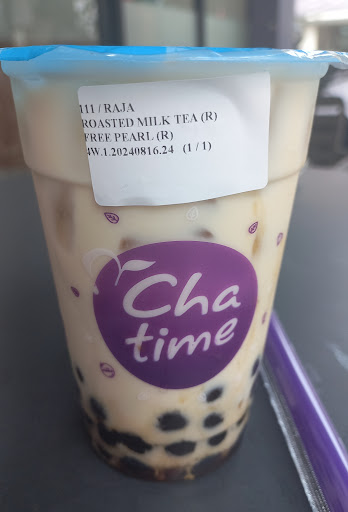 111 / RAJA
ROASTED MILK TEA (R)
FREE PEARL (R)
4W.1.20240816.24 (1 / 1)
Cha
time